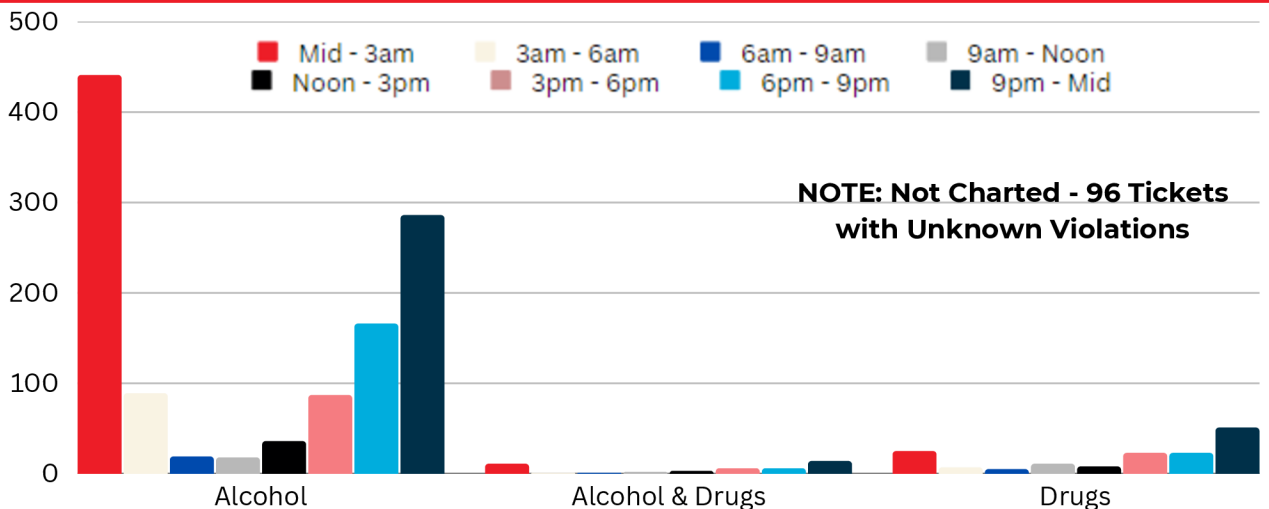 500
Mid - 3am 3am - 6am 6am - 9am 9am - Noon
Noon - 3pm 3pm - 6pm 6pm - 9pm 9pm - Mid
400
NOTE: Not Charted - 96 Tickets
300
with Unknown Violations
200
100
0
Alcohol Alcohol & Drugs Drugs